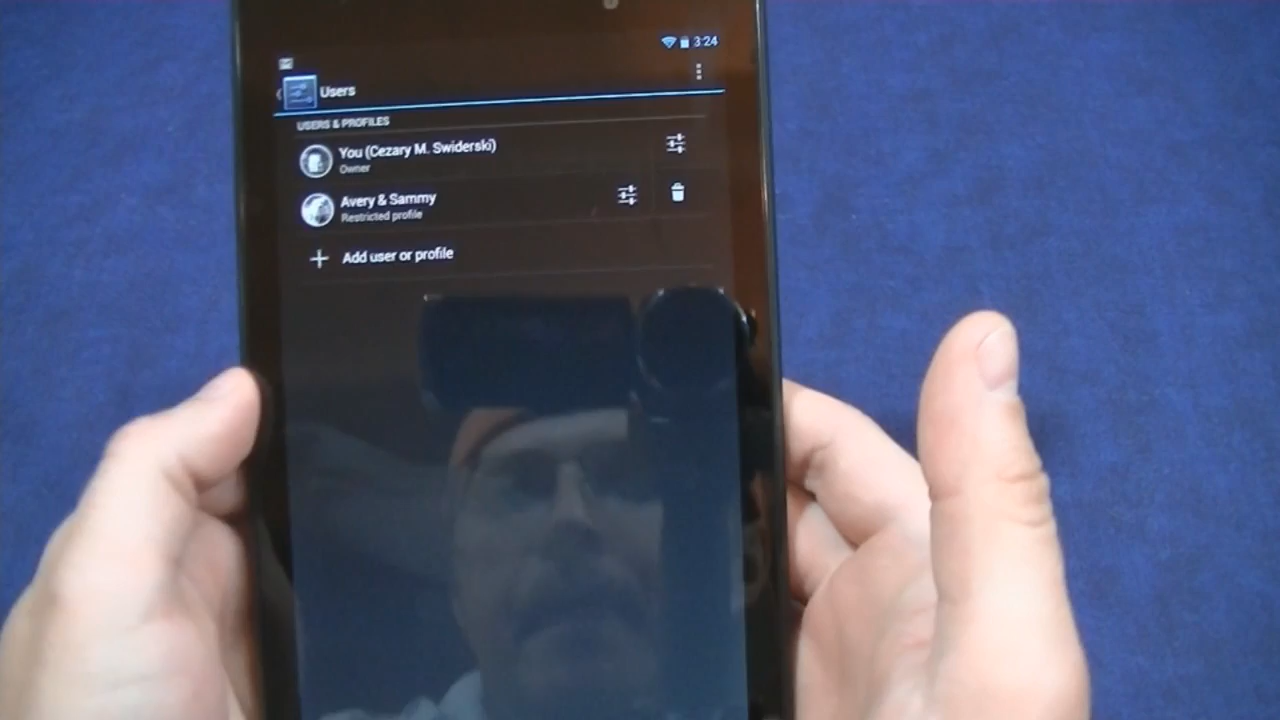 3:24
Users
USERS & PROFILES
You (Cezary M. Swiderski)
Owner
Avery & Sammy
Restricted profile
Add user or profile